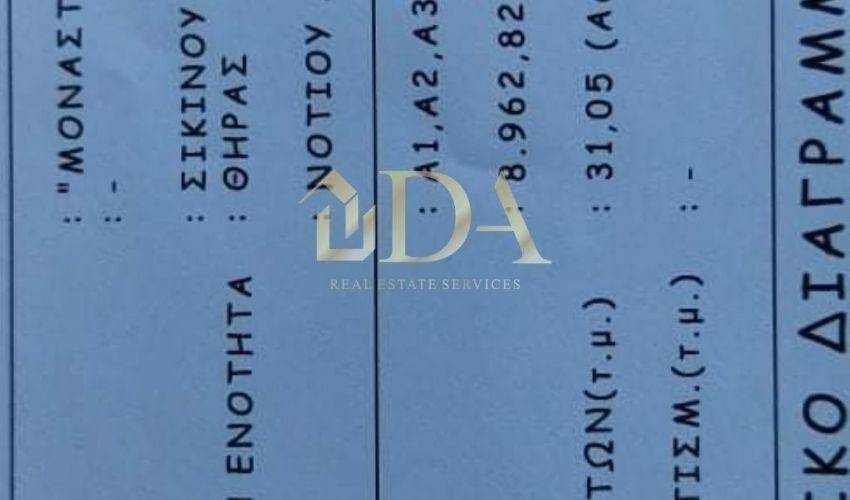 : "ΜΟΝΑΣΤ
: -
: ΣΙΚΙΝΟΥ
ΕΝΟΤΗΤΑ : ΘΗΡΑΣ
: ΝΟΤΙΟΥ
: Α1,Α2,Α3
: 8.962,82
ΤΩΝ(τ.μ.) : 31,05 (Α
ΤΙΣΜ.(τ.μ.) : -
ΣΚΟ ΔΙΑΓΡΑΜΜ
DA
REAL ESTATE SERVICES